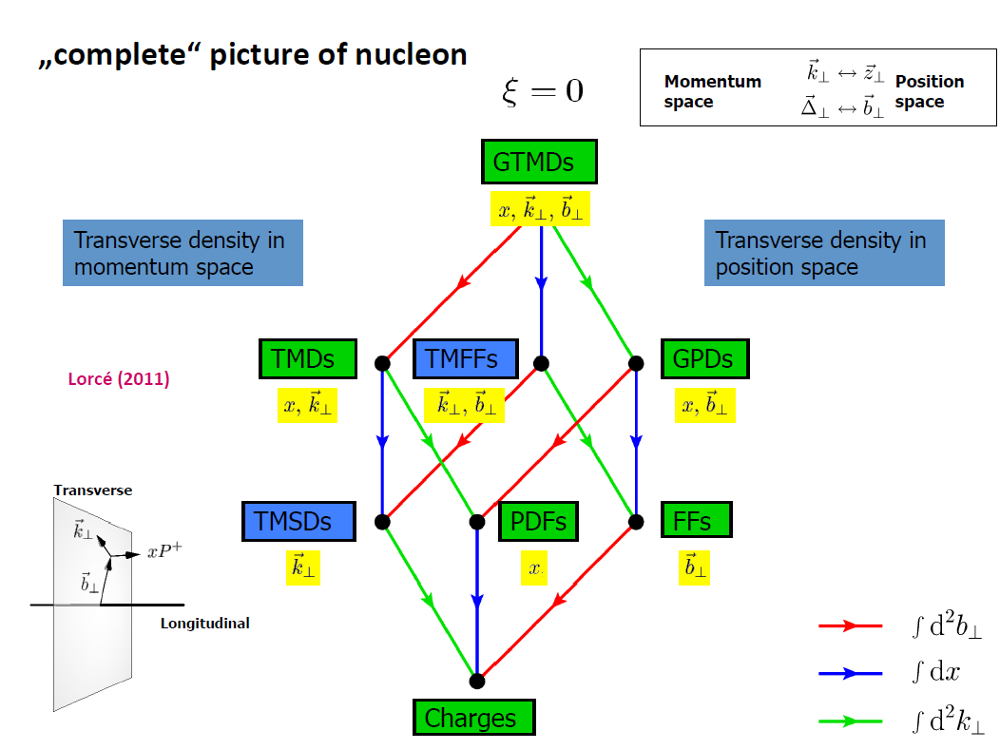 „complete“ picture of nucleon
ξ = 0
Momentum space
k⃗⊥ ↔ z⃗⊥
Δ⃗⊥ ↔ b⃗⊥
Position space
GTMDs
x, k⃗⊥, b⃗⊥
Transverse density in
momentum space
Transverse density in
position space
TMDs
x, k⃗⊥
TMFFs
k⃗⊥, b⃗⊥
GPDs
x, b⃗⊥
Lorcé (2011)
TMSDs
k⃗⊥
PDFs
x
FFs
b⃗⊥
Transverse
k⃗⊥
xP⁺
b⃗⊥
Longitudinal
Charges
∫ d²b⊥
∫ dx
∫ d²k⊥